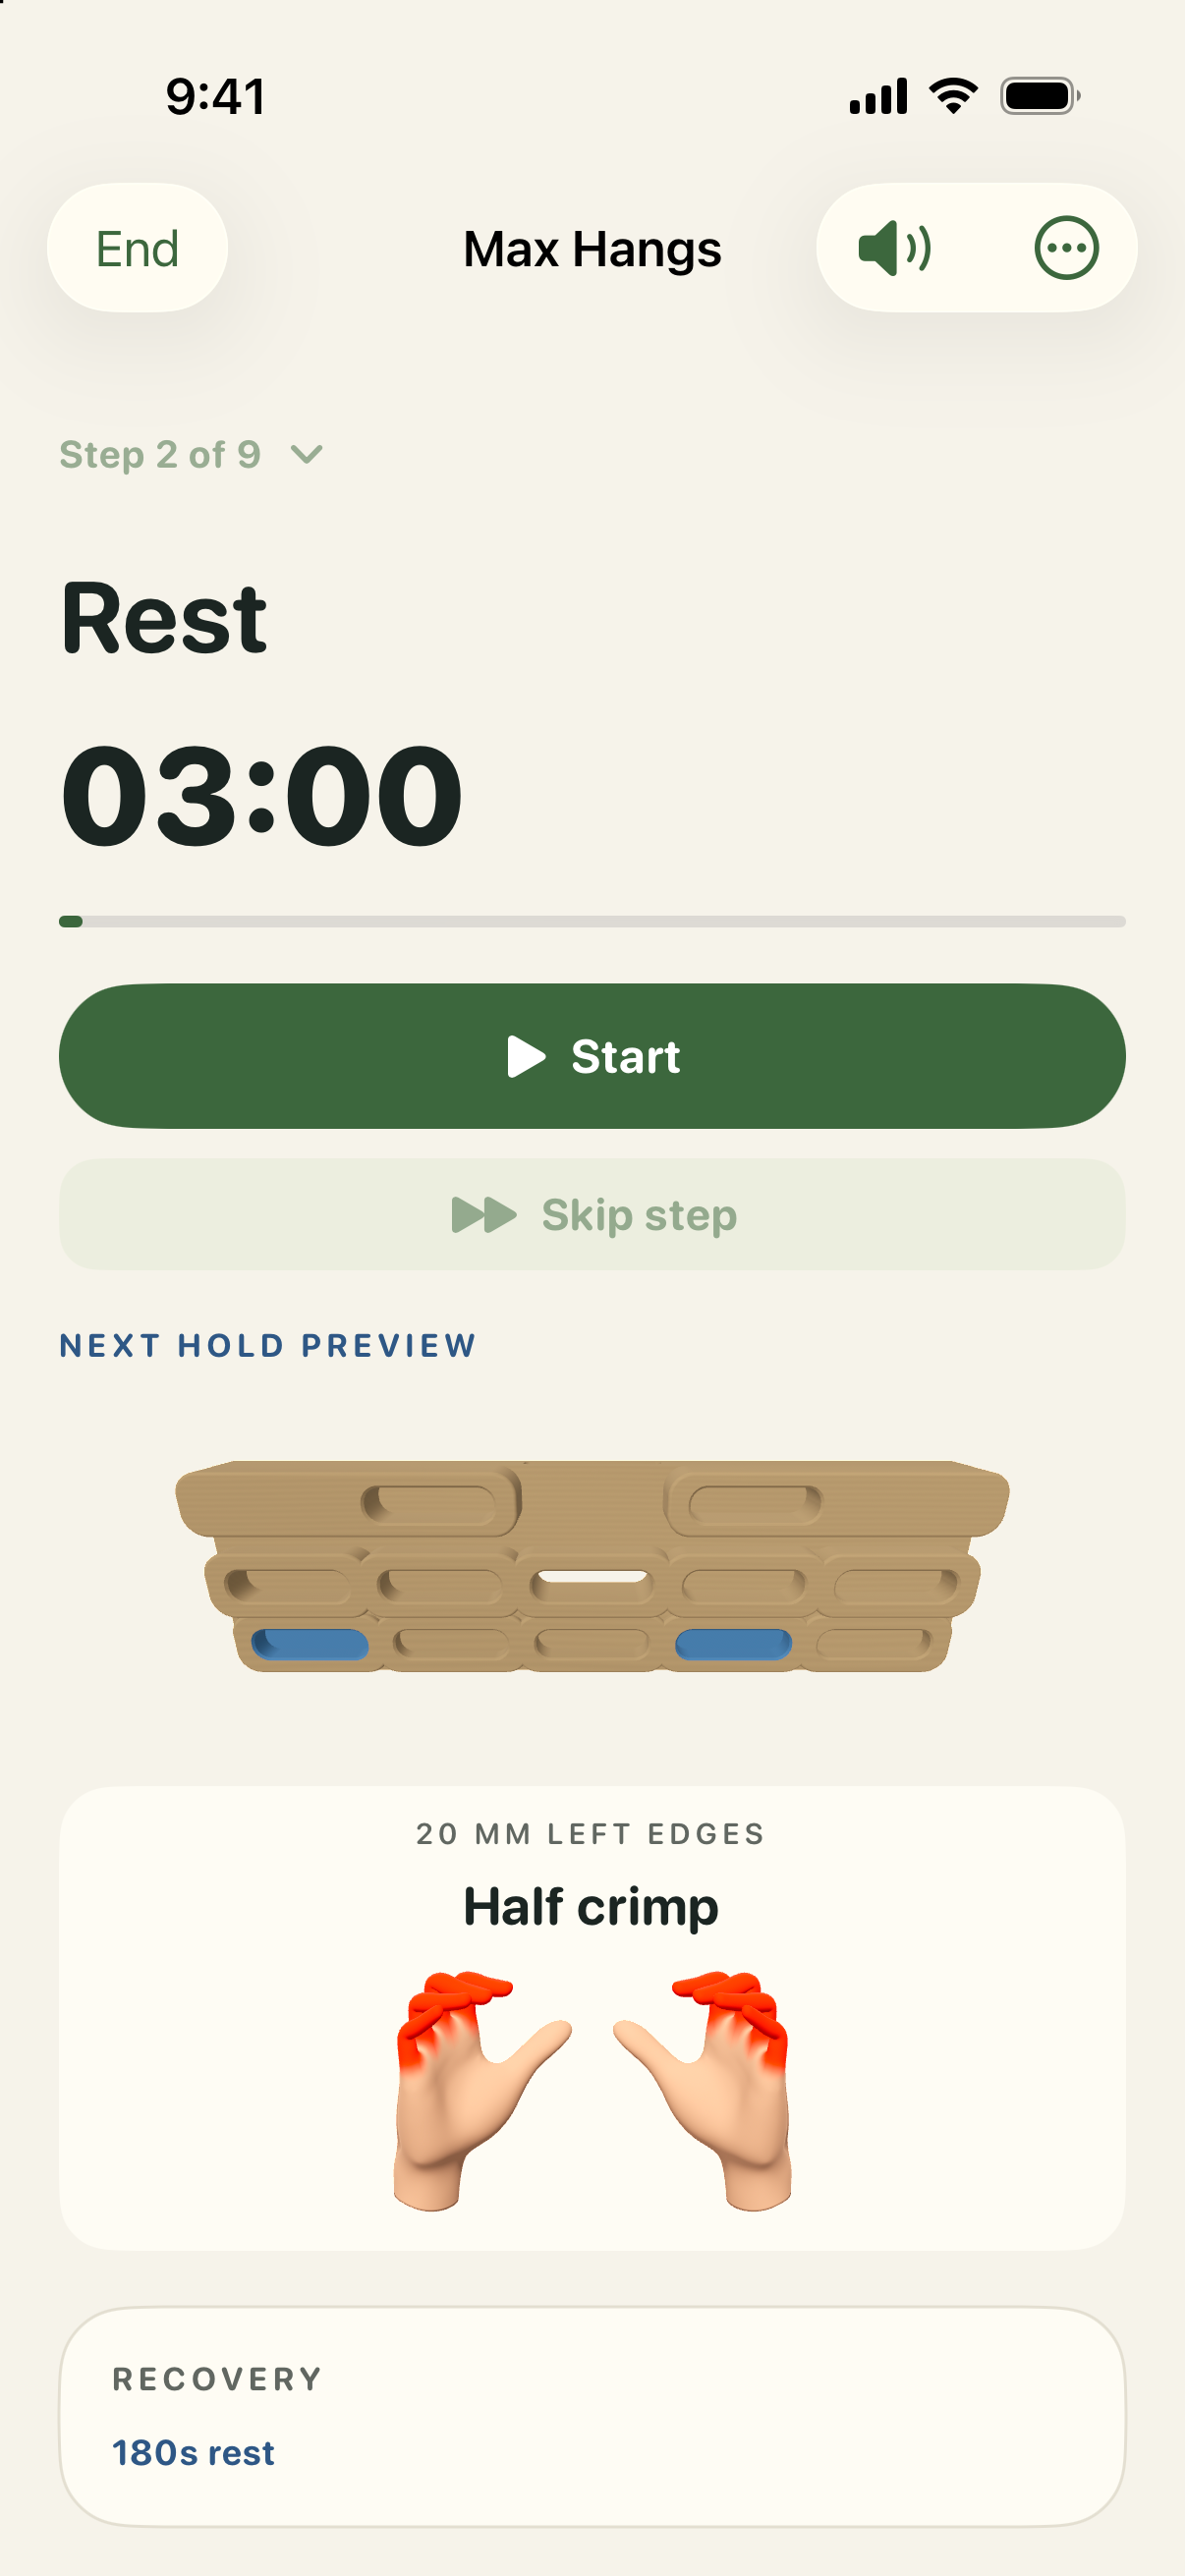 9:41
End
Max Hangs
Step 2 of 9
Rest
03:00
Start
Skip step
NEXT HOLD PREVIEW
20 MM LEFT EDGES
Half crimp
RECOVERY
180s rest